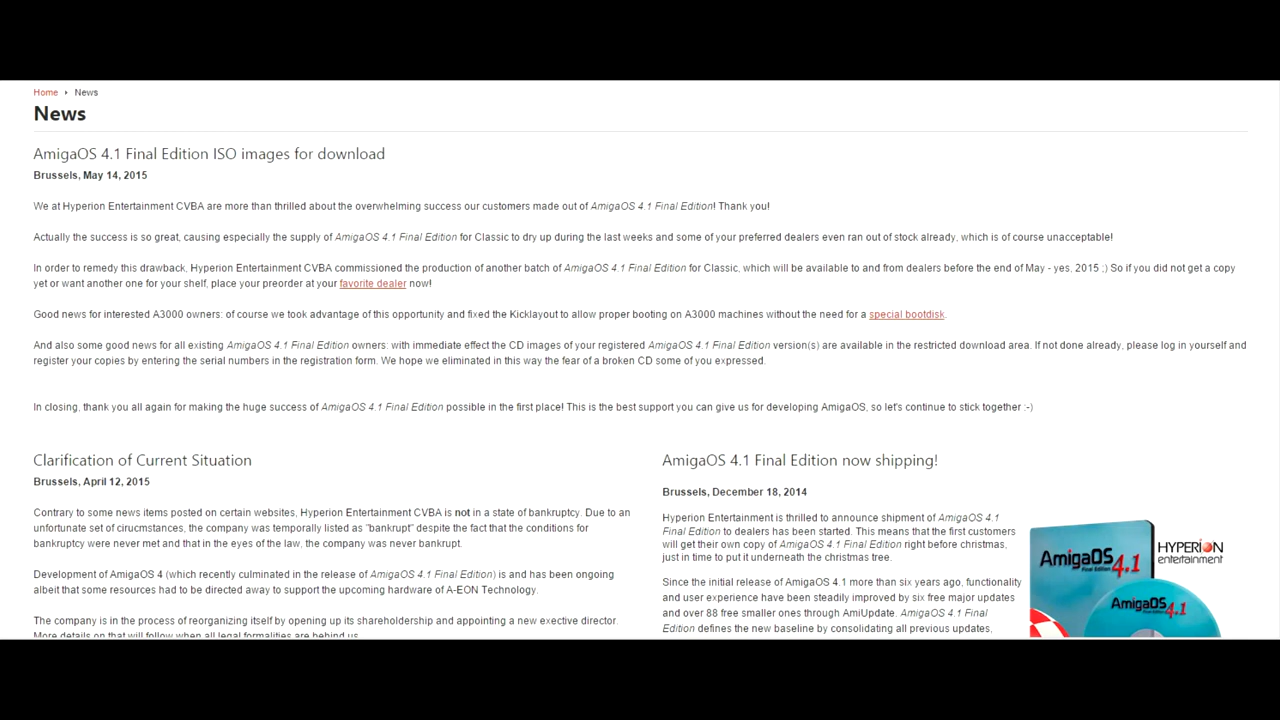 Home News
News
AmigaOS 4.1 Final Edition ISO images for download
Brussels, May 14, 2015
We at Hyperion Entertainment CVBA are more than thrilled about the overwhelming success our customers made out of AmigaOS 4.1 Final Edition! Thank you!
Actually the success is so great, causing especially the supply of AmigaOS 4.1 Final Edition for Classic to dry up during the last weeks and some of your preferred dealers even ran out of stock already, which is of course unacceptable!
In order to remedy this drawback, Hyperion Entertainment CVBA commissioned the production of another batch of AmigaOS 4.1 Final Edition for Classic, which will be available to and from dealers before the end of May - yes, 2015 ;) So if you did not get a copy
yet or want another one for your shelf, place your preorder at your favorite dealer now!
Good news for interested A3000 owners: of course we took advantage of this opportunity and fixed the Kicklayout to allow proper booting on A3000 machines without the need for a special bootdisk.
And also some good news for all existing AmigaOS 4.1 Final Edition owners: with immediate effect the CD images of your registered AmigaOS 4.1 Final Edition version(s) are available in the restricted download area. If not done already, please log in yourself and
register your copies by entering the serial numbers in the registration form. We hope we eliminated in this way the fear of a broken CD some of you expressed.
In closing, thank you all again for making the huge success of AmigaOS 4.1 Final Edition possible in the first place! This is the best support you can give us for developing AmigaOS, so let's continue to stick together :-)
Clarification of Current Situation
Brussels, April 12, 2015
Contrary to some news items posted on certain websites, Hyperion Entertainment CVBA is not in a state of bankruptcy. Due to an
unfortunate set of cirucmstances, the company was temporally listed as "bankrupt" despite the fact that the conditions for
bankruptcy were never met and that in the eyes of the law, the company was never bankrupt.
Development of AmigaOS 4 (which recently culminated in the release of AmigaOS 4.1 Final Edition) is and has been ongoing
albeit that some resources had to be directed away to support the upcoming hardware of A-EON Technology.
The company is in the process of reorganizing itself by opening up its shareholdership and appointing a new exective director.
More details on that will follow when all legal formalities are behind us
AmigaOS 4.1 Final Edition now shipping!
Brussels, December 18, 2014
Hyperion Entertainment is thrilled to announce shipment of AmigaOS 4.1
Final Edition to dealers has been started. This means that the first customers
will get their own copy of AmigaOS 4.1 Final Edition right before christmas,
just in time to put it underneath the christmas tree.
Since the initial release of AmigaOS 4.1 more than six years ago, functionality
and user experience have been steadily improved by six free major updates
and over 88 free smaller ones through AmiUpdate. AmigaOS 4.1 Final
Edition defines the new baseline by consolidating all previous updates,
AmigaOS 4.1
Final Edition
HYPERION
entertainment
AmigaOS 4.1
Final Edition